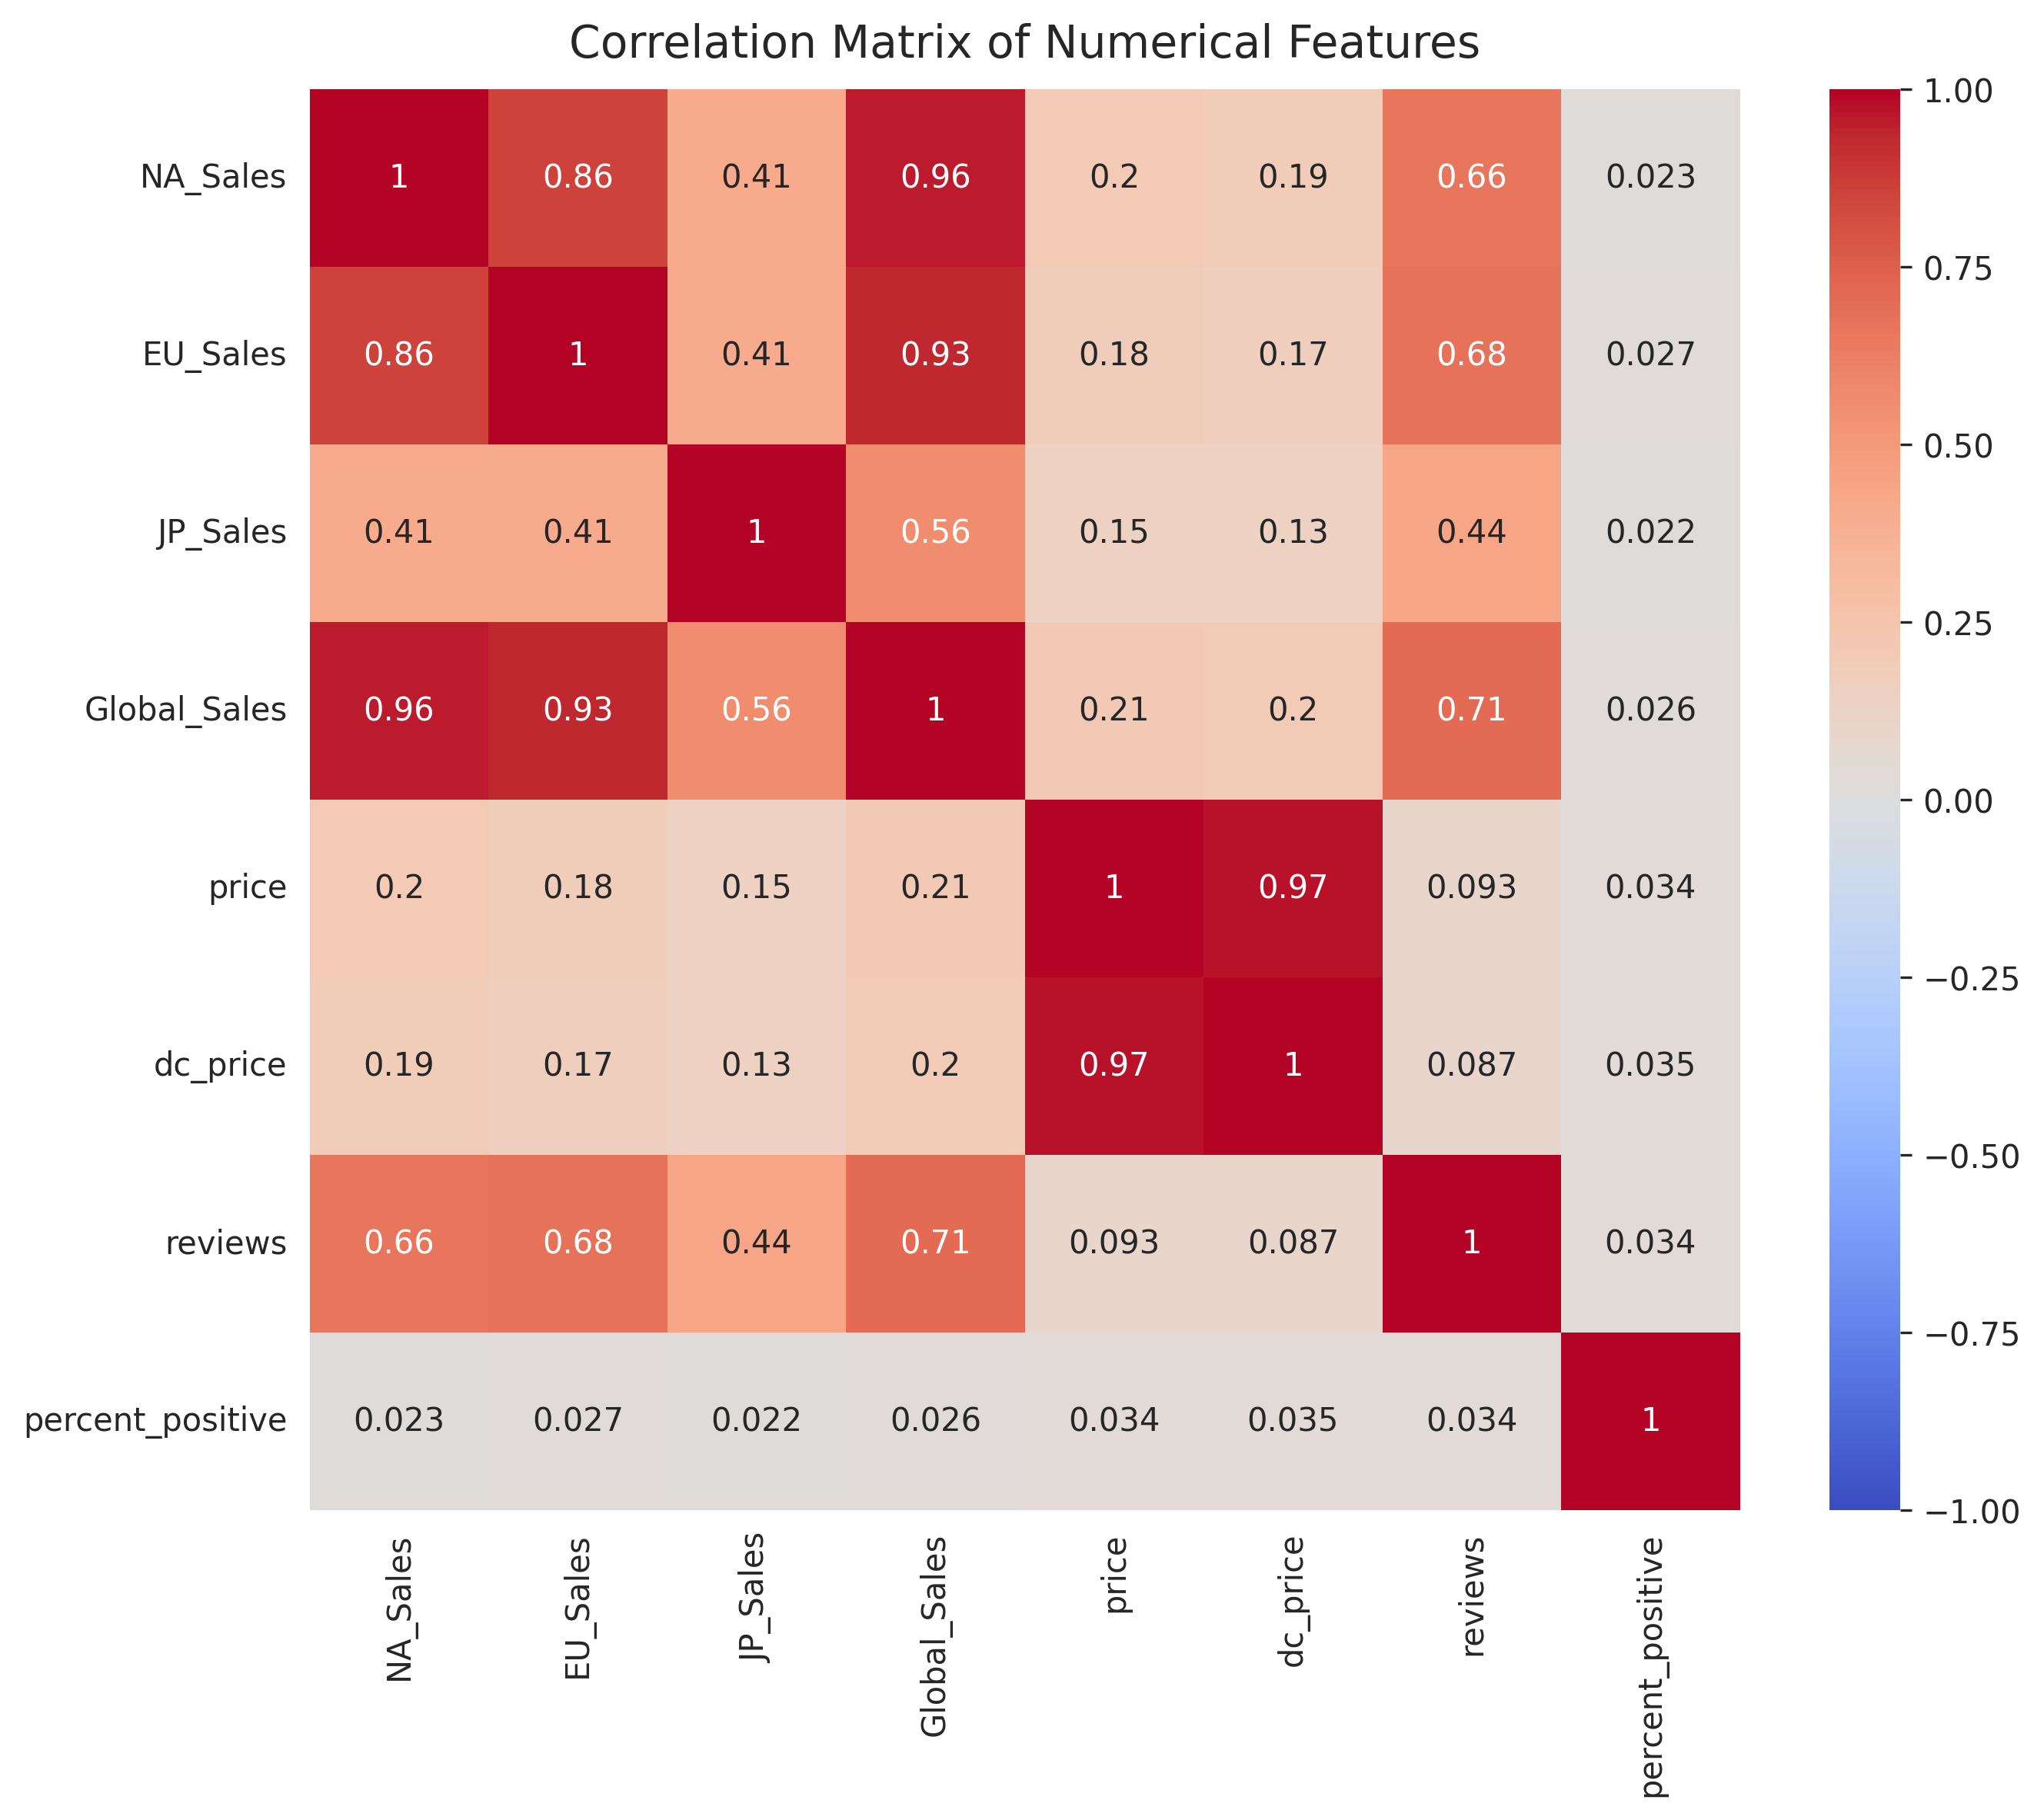 Correlation Matrix of Numerical Features
NA_Sales 1 0.86 0.41 0.96 0.2 0.19 0.66 0.023
EU_Sales 0.86 1 0.41 0.93 0.18 0.17 0.68 0.027
JP_Sales 0.41 0.41 1 0.56 0.15 0.13 0.44 0.022
Global_Sales 0.96 0.93 0.56 1 0.21 0.2 0.71 0.026
price 0.2 0.18 0.15 0.21 1 0.97 0.093 0.034
dc_price 0.19 0.17 0.13 0.2 0.97 1 0.087 0.035
reviews 0.66 0.68 0.44 0.71 0.093 0.087 1 0.034
percent_positive 0.023 0.027 0.022 0.026 0.034 0.035 0.034 1
NA_Sales
EU_Sales
JP_Sales
Global_Sales
price
dc_price
reviews
percent_positive
1.00
0.75
0.50
0.25
0.00
−0.25
−0.50
−0.75
−1.00